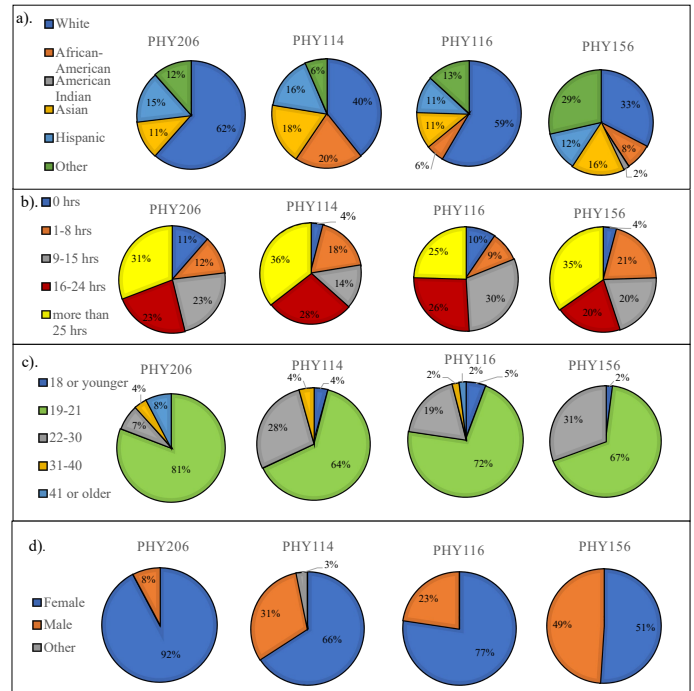 a).
White
African-
American
American
Indian
Asian
Hispanic
Other
PHY206
12%
15%
11%
62%
PHY114
6%
16%
40%
18%
20%
PHY116
13%
11%
11%
59%
6%
PHY156
29%
33%
12%
8%
16%
2%
b).
0 hrs
1-8 hrs
9-15 hrs
16-24 hrs
more than
25 hrs
PHY206
11%
31%
12%
23%
23%
PHY114
4%
18%
36%
14%
28%
PHY116
10%
25%
9%
26%
30%
PHY156
4%
35%
21%
20%
20%
c).
18 or younger
19-21
22-30
31-40
41 or older
PHY206
4%
8%
7%
81%
PHY114
4%
4%
28%
64%
PHY116
2%
2%
5%
19%
72%
PHY156
2%
31%
67%
d).
Female
Male
Other
PHY206
8%
92%
PHY114
3%
31%
66%
PHY116
23%
77%
PHY156
49%
51%